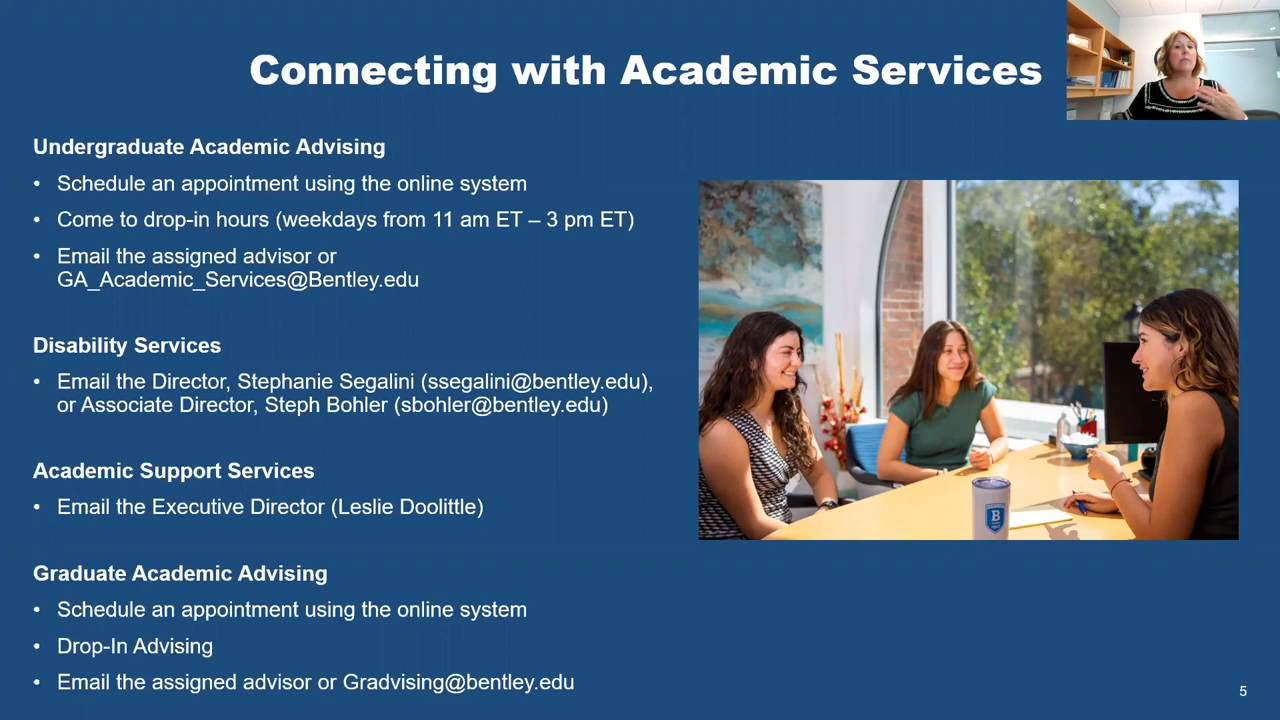 Connecting with Academic Services
Undergraduate Academic Advising
• Schedule an appointment using the online system
• Come to drop-in hours (weekdays from 11 am ET – 3 pm ET)
• Email the assigned advisor or
GA_Academic_Services@Bentley.edu
Disability Services
• Email the Director, Stephanie Segalini (ssegalini@bentley.edu),
or Associate Director, Steph Bohler (sbohler@bentley.edu)
Academic Support Services
• Email the Executive Director (Leslie Doolittle)
Graduate Academic Advising
• Schedule an appointment using the online system
• Drop-In Advising
• Email the assigned advisor or Gradvising@bentley.edu
B
5